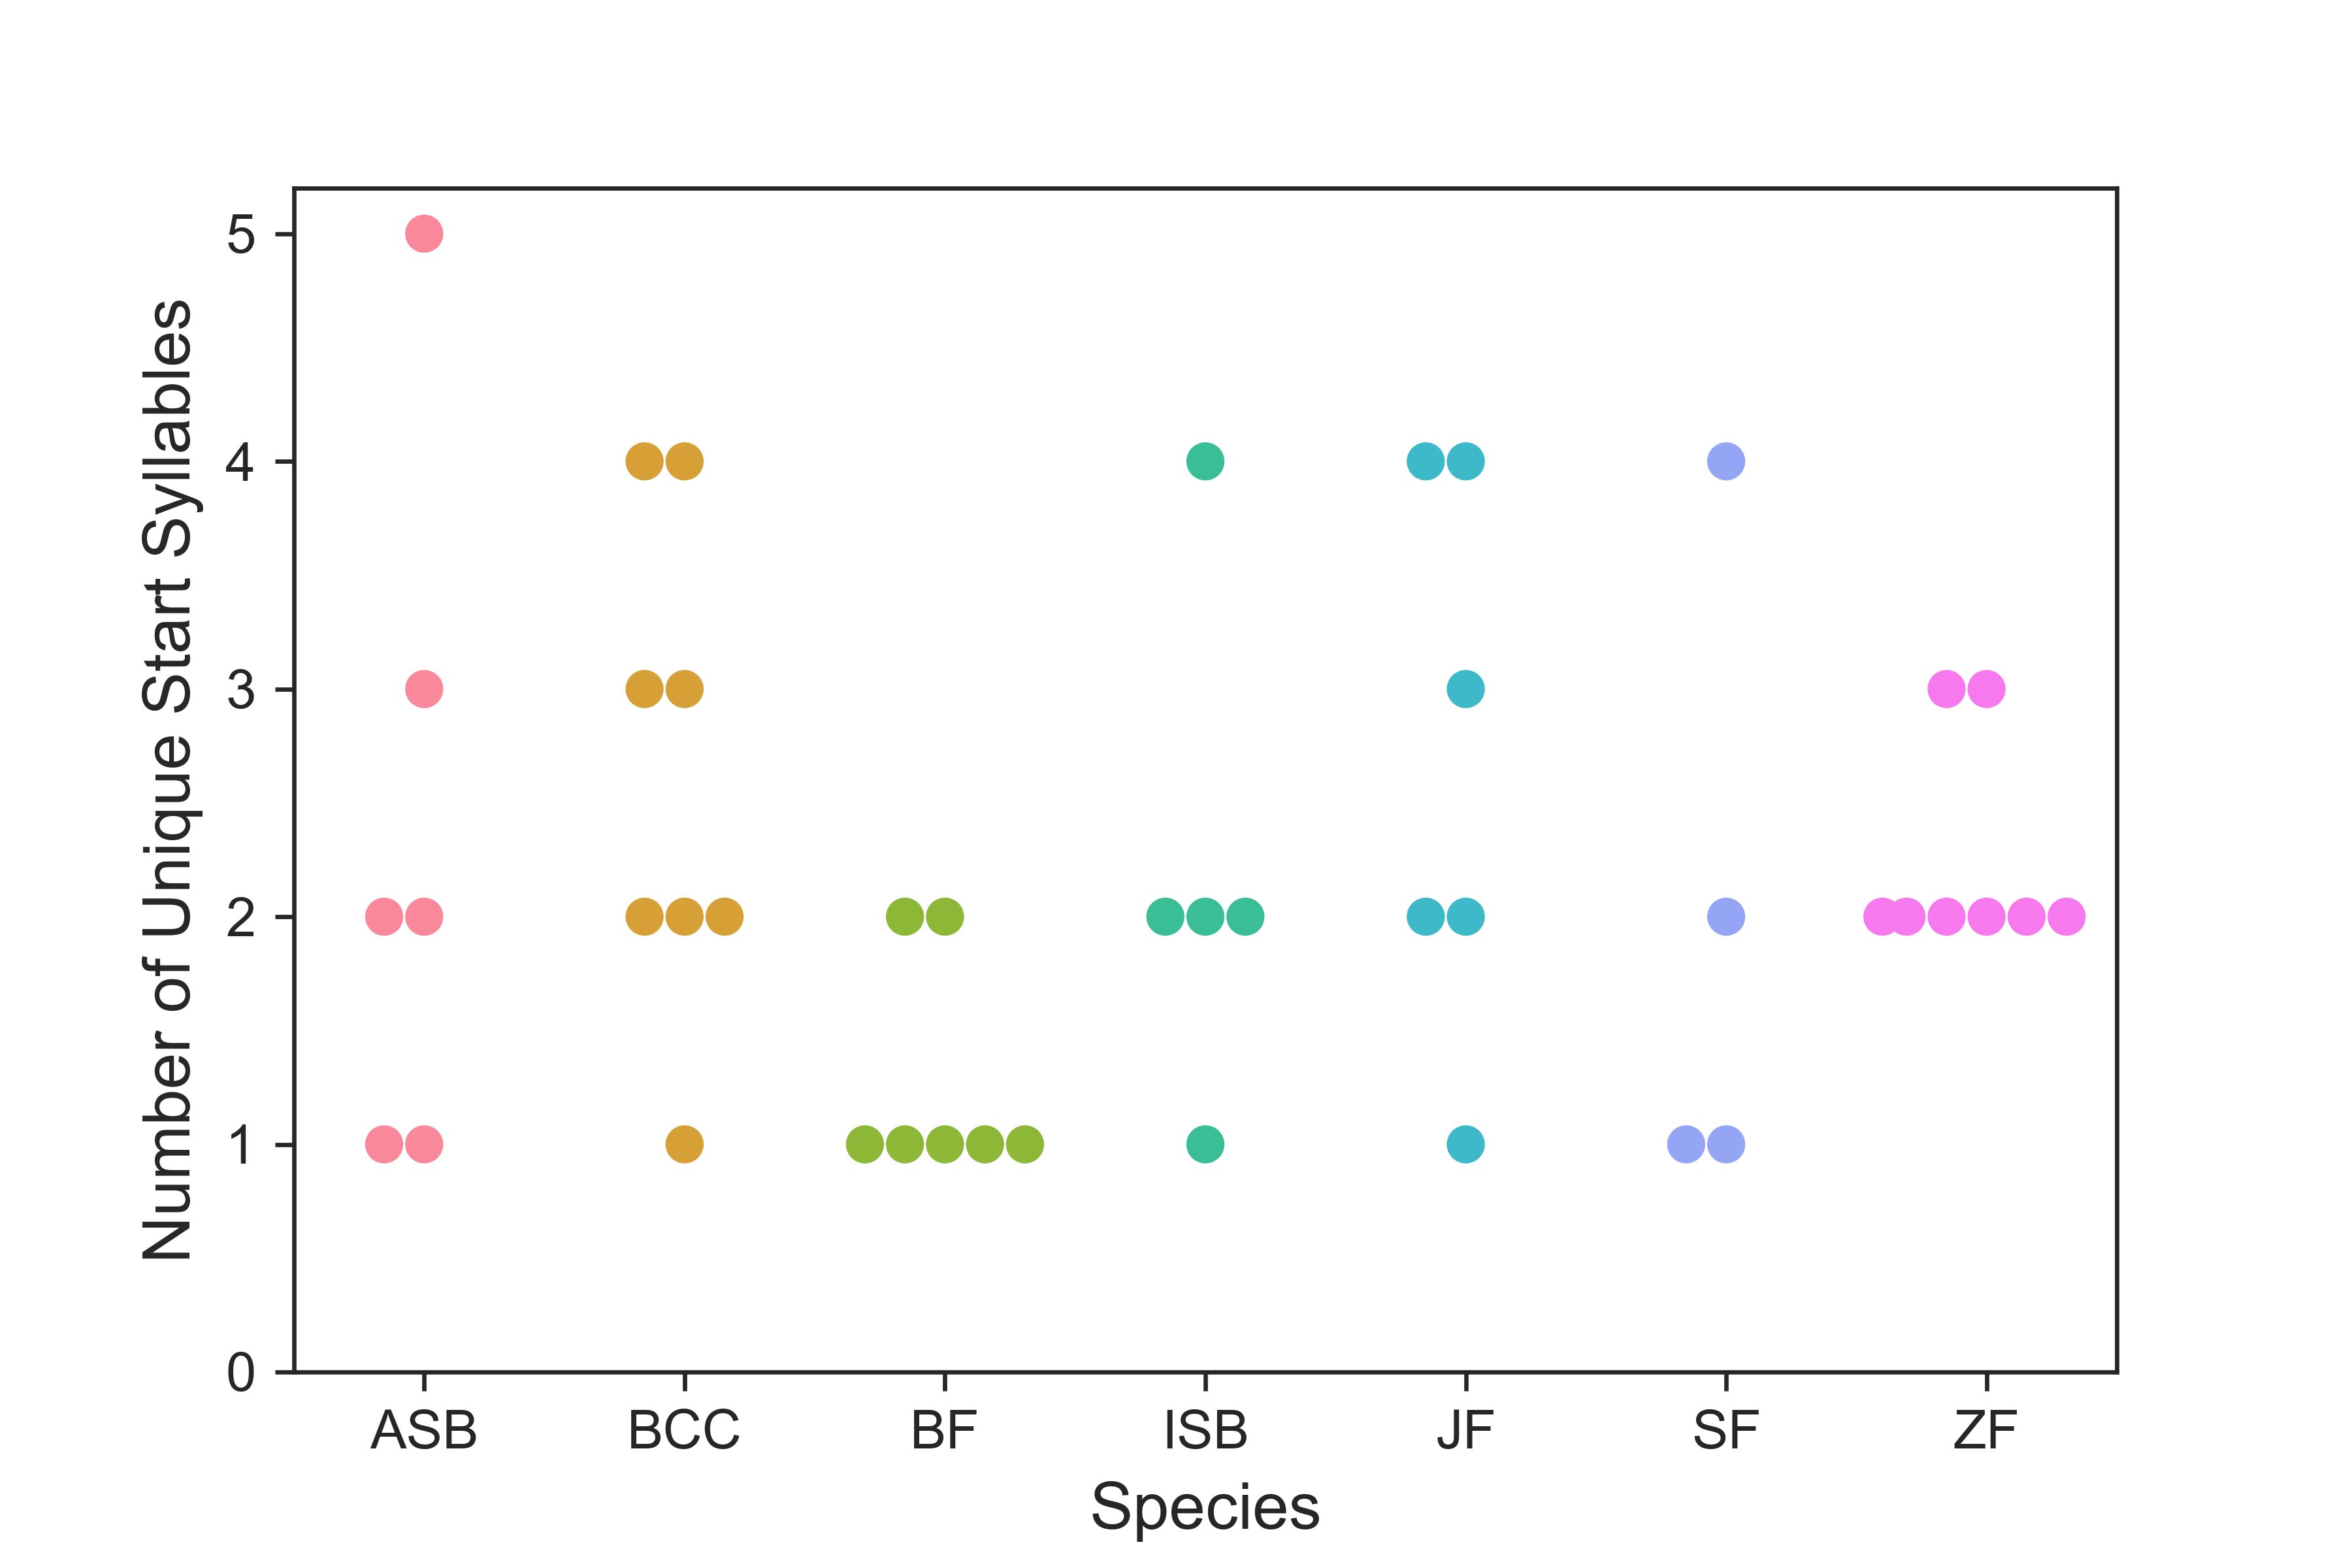 Number of Unique Start Syllables
5
4
3
2
1
0
ASB BCC BF ISB JF SF ZF
Species